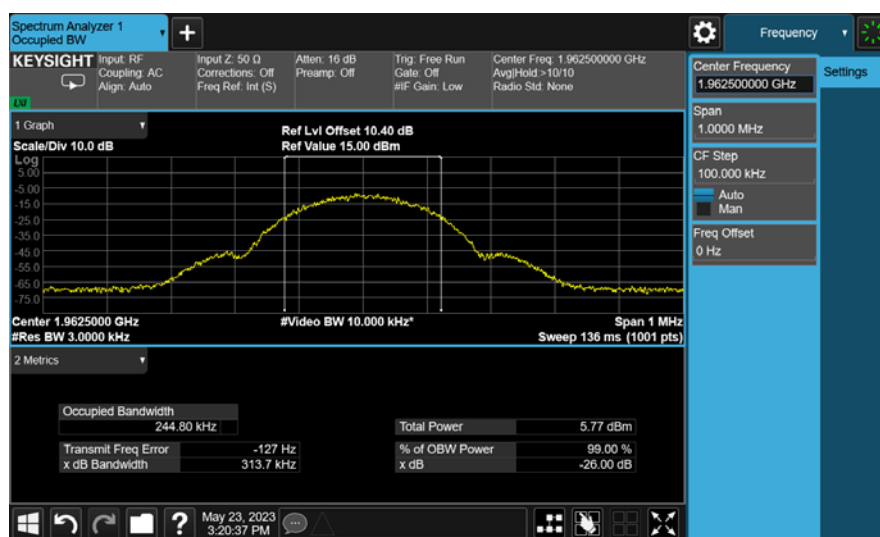 Spectrum Analyzer 1
Occupied BW
+
Frequency
KEYSIGHT
Input: RF
Coupling: AC
Align: Auto
Input Z: 50 Ω
Corrections: Off
Freq Ref: Int (S)
Atten: 16 dB
Preamp: Off
Trig: Free Run
Gate: Off
#IF Gain: Low
Center Freq: 1.962500000 GHz
Avg|Hold:>10/10
Radio Std: None
LXI
Center Frequency
1.962500000 GHz
Settings
Span
1.0000 MHz
CF Step
100.000 kHz
Auto
Man
Freq Offset
0 Hz
1 Graph
Scale/Div 10.0 dB
Ref Lvl Offset 10.40 dB
Ref Value 15.00 dBm
Log
5.00
-5.00
-15.0
-25.0
-35.0
-45.0
-55.0
-65.0
-75.0
Center 1.9625000 GHz
#Video BW 10.000 kHz*
Span 1 MHz
#Res BW 3.0000 kHz
Sweep 136 ms (1001 pts)
2 Metrics
Occupied Bandwidth
244.80 kHz
Total Power 5.77 dBm
Transmit Freq Error -127 Hz
% of OBW Power 99.00 %
x dB Bandwidth 313.7 kHz
x dB -26.00 dB
?
May 23, 2023
3:20:37 PM